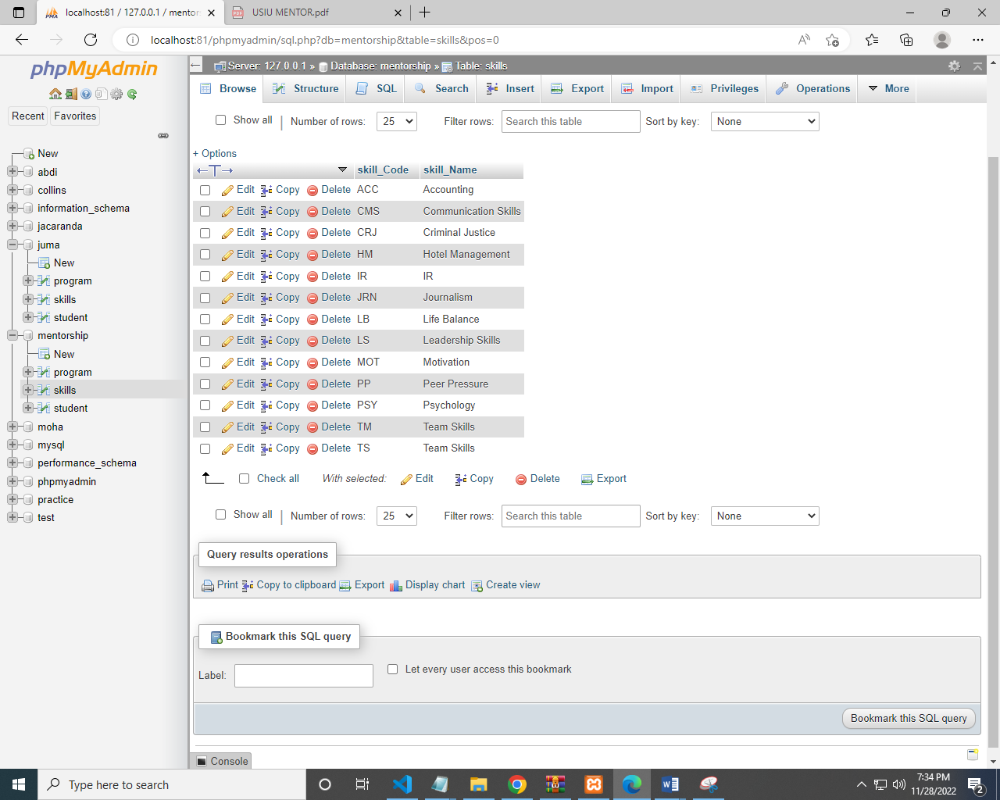 localhost:81 / 127.0.0.1 / mentor
USIU MENTOR.pdf
localhost:81/phpmyadmin/sql.php?db=mentorship&table=skills&pos=0
phpMyAdmin
Recent
Favorites
New
abdi
collins
information_schema
jacaranda
juma
New
program
skills
student
mentorship
New
program
skills
student
moha
mysql
performance_schema
phpmyadmin
practice
test
Server: 127.0.0.1 » Database: mentorship » Table: skills
Browse Structure SQL Search Insert Export Import Privileges Operations More
Show all | Number of rows: 25 Filter rows: Search this table Sort by key: None
+ Options
←T→ skill_Code skill_Name
Edit Copy Delete ACC Accounting
Edit Copy Delete CMS Communication Skills
Edit Copy Delete CRJ Criminal Justice
Edit Copy Delete HM Hotel Management
Edit Copy Delete IR IR
Edit Copy Delete JRN Journalism
Edit Copy Delete LB Life Balance
Edit Copy Delete LS Leadership Skills
Edit Copy Delete MOT Motivation
Edit Copy Delete PP Peer Pressure
Edit Copy Delete PSY Psychology
Edit Copy Delete TM Team Skills
Edit Copy Delete TS Team Skills
Check all With selected: Edit Copy Delete Export
Show all | Number of rows: 25 Filter rows: Search this table Sort by key: None
Query results operations
Print Copy to clipboard Export Display chart Create view
Bookmark this SQL query
Label: Let every user access this bookmark
Bookmark this SQL query
Console
Type here to search
7:34 PM
11/28/2022
2